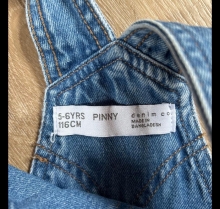 5-6YRS PINNY denim co
116CM MADE IN
BANGLADESH